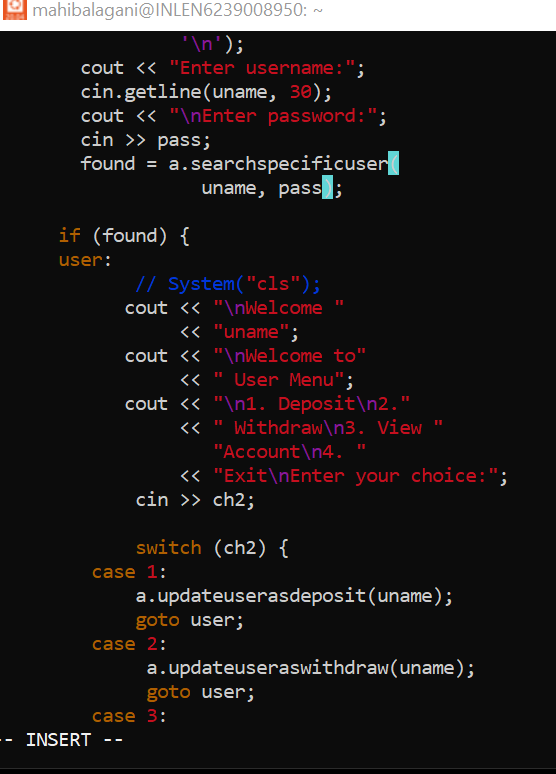 mahibalagani@INLEN6239008950: ~
'\n');
cout << "Enter username:";
cin.getline(uname, 30);
cout << "\nEnter password:";
cin >> pass;
found = a.searchspecificuser(
uname, pass);
if (found) {
user:
// System("cls");
cout << "\nWelcome "
<< "uname";
cout << "\nWelcome to"
<< " User Menu";
cout << "\n1. Deposit\n2."
<< " Withdraw\n3. View "
"Account\n4. "
<< "Exit\nEnter your choice:";
cin >> ch2;
switch (ch2) {
case 1:
a.updateuserasdeposit(uname);
goto user;
case 2:
a.updateuseraswithdraw(uname);
goto user;
case 3:
-- INSERT --